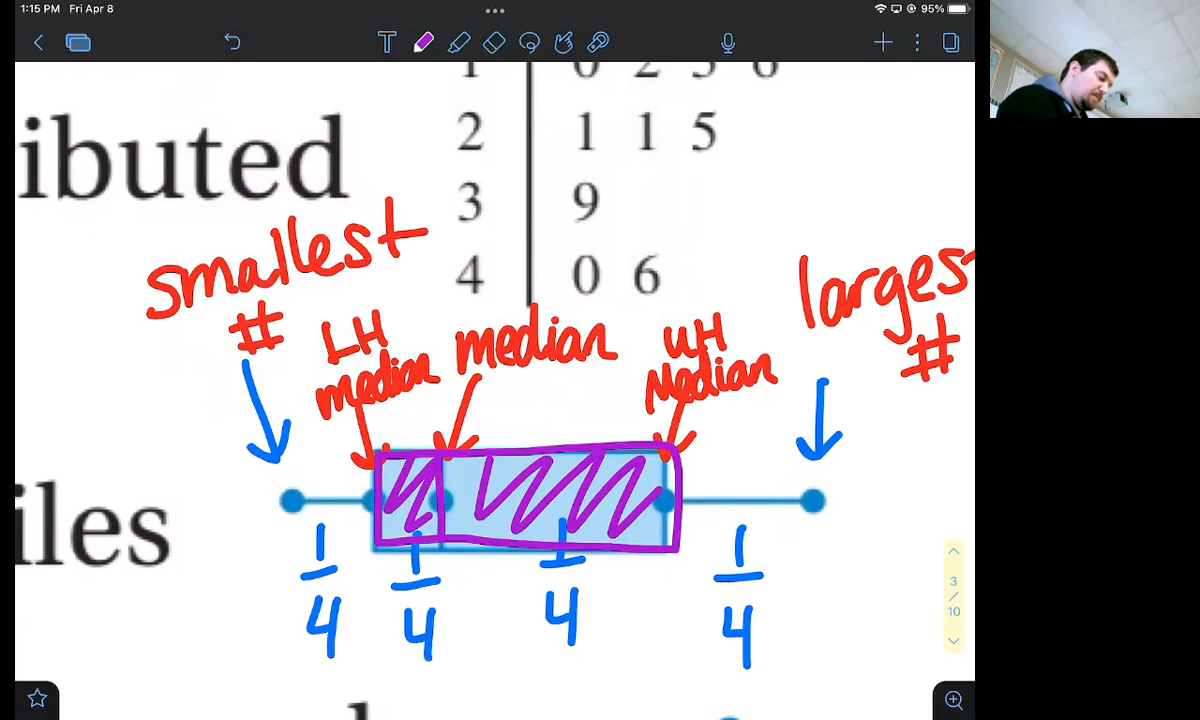 1:15 PM Fri Apr 8
95%
T
ibuted
2 1 1 5
3 9
4 0 6
smallest
#
LH
median
median
UH
Median
larges
#
iles
1/4 1/4 1/4 1/4
3
/
10